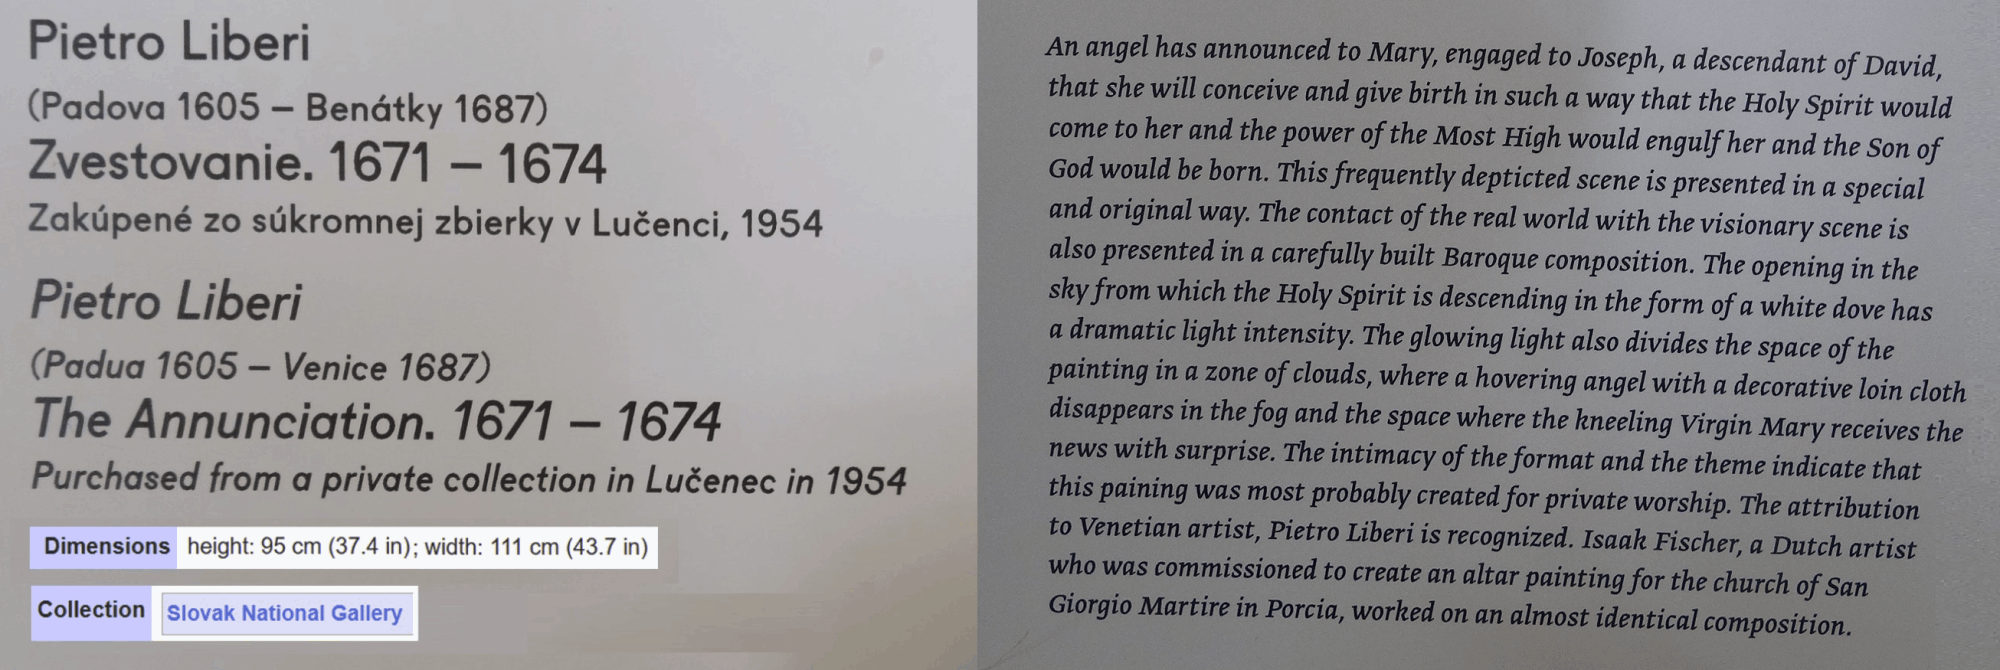 Pietro Liberi
(Padova 1605 – Benátky 1687)
Zvestovanie. 1671 – 1674
Zakúpené zo súkromnej zbierky v Lučenci, 1954
Pietro Liberi
(Padua 1605 – Venice 1687)
The Annunciation. 1671 – 1674
Purchased from a private collection in Lučenec in 1954
Dimensions height: 95 cm (37.4 in); width: 111 cm (43.7 in)
Collection Slovak National Gallery
An angel has announced to Mary, engaged to Joseph, a descendant of David,
that she will conceive and give birth in such a way that the Holy Spirit would
come to her and the power of the Most High would engulf her and the Son of
God would be born. This frequently depticted scene is presented in a special
and original way. The contact of the real world with the visionary scene is
also presented in a carefully built Baroque composition. The opening in the
sky from which the Holy Spirit is descending in the form of a white dove has
a dramatic light intensity. The glowing light also divides the space of the
painting in a zone of clouds, where a hovering angel with a decorative loin cloth
disappears in the fog and the space where the kneeling Virgin Mary receives the
news with surprise. The intimacy of the format and the theme indicate that
this paining was most probably created for private worship. The attribution
to Venetian artist, Pietro Liberi is recognized. Isaak Fischer, a Dutch artist
who was commissioned to create an altar painting for the church of San
Giorgio Martire in Porcia, worked on an almost identical composition.